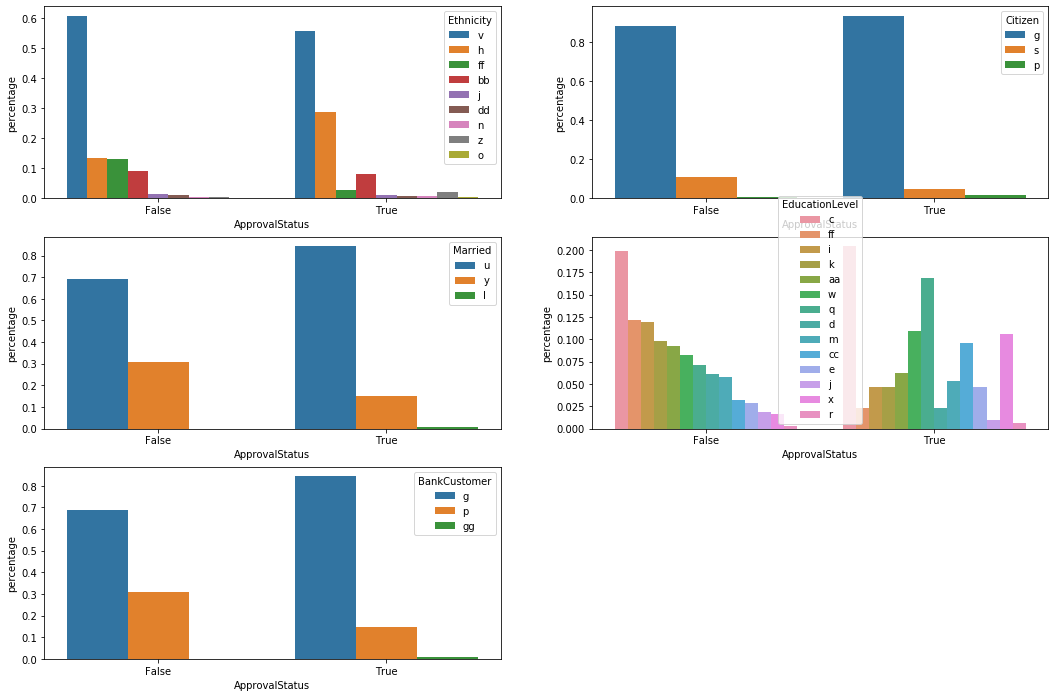 Ethnicity
v
h
ff
bb
j
dd
n
z
o
0.6
0.5
0.4
0.3
0.2
0.1
0.0
percentage
False
True
ApprovalStatus
Citizen
g
s
p
0.8
0.6
0.4
0.2
0.0
percentage
False
True
ApprovalStatus
Married
u
y
l
0.8
0.7
0.6
0.5
0.4
0.3
0.2
0.1
0.0
percentage
False
True
ApprovalStatus
EducationLevel
c
ff
i
k
aa
w
q
d
m
cc
e
j
x
r
0.200
0.175
0.150
0.125
0.100
0.075
0.050
0.025
0.000
percentage
False
True
ApprovalStatus
BankCustomer
g
p
gg
0.8
0.7
0.6
0.5
0.4
0.3
0.2
0.1
0.0
percentage
False
True
ApprovalStatus